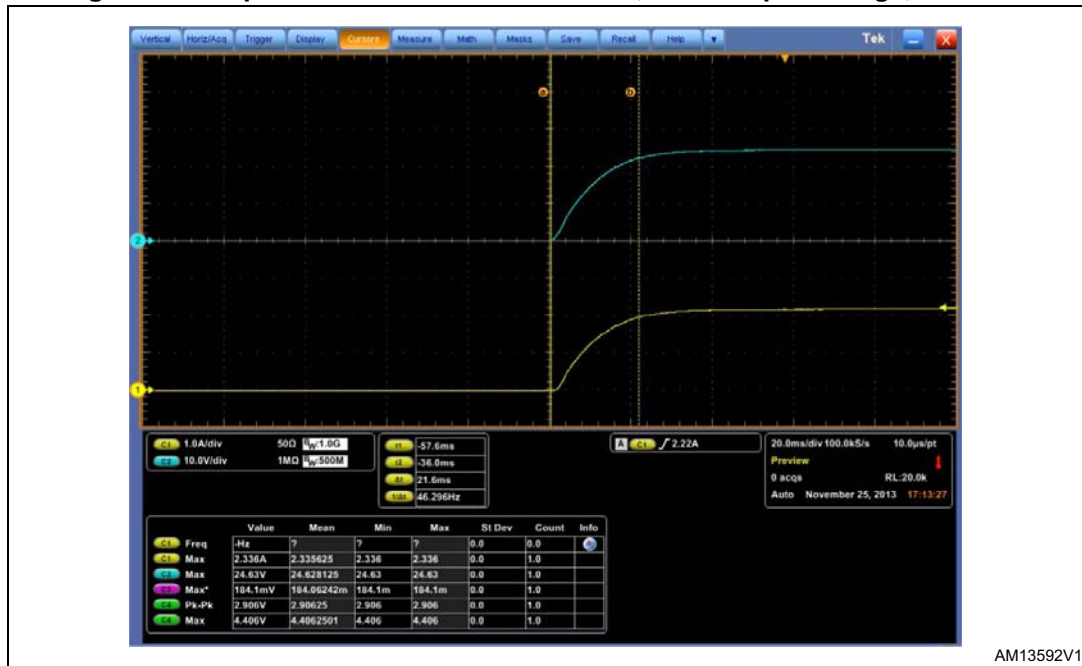 Vertical Horiz/Acq Trigger Display Cursors Measure Math Masks Save Recall Help Tek X
a b
2
1
C1 1.0A/div 50Ω BW:1.0G
C2 10.0V/div 1MΩ BW:500M
t1 -57.6ms
t2 -36.0ms
Δt 21.6ms
1/Δt 46.296Hz
A C1 2.22A
20.0ms/div 100.0kS/s 10.0µs/pt
Preview
0 acqs RL:20.0k
Auto November 25, 2013 17:13:27
Value Mean Min Max St Dev Count Info
C1 Freq -Hz ? ? ? 0.0 0.0
C1 Max 2.336A 2.335625 2.336 2.336 0.0 1.0
C2 Max 24.63V 24.628125 24.63 24.63 0.0 1.0
C3 Max* 184.1mV 184.06242m 184.1m 184.1m 0.0 1.0
C4 Pk-Pk 2.906V 2.90625 2.906 2.906 0.0 1.0
C4 Max 4.406V 4.4062501 4.406 4.406 0.0 1.0
AM13592V1